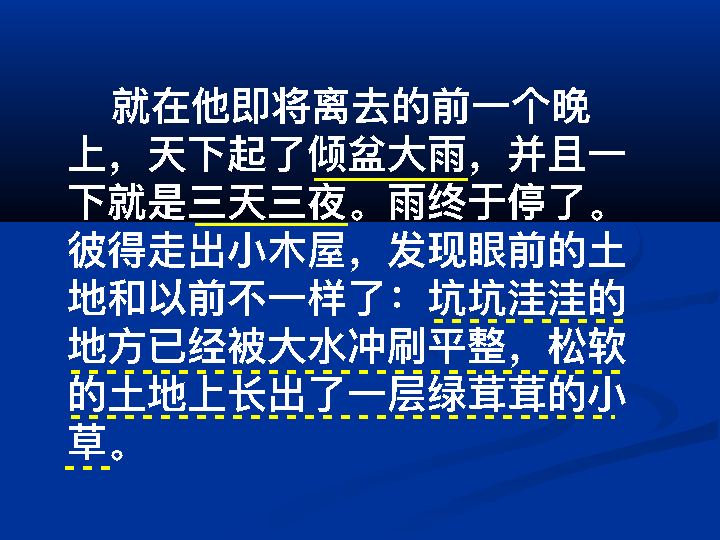 就在他即将离去的前一个晚
上，天下起了倾盆大雨，并且一
下就是三天三夜。雨终于停了。
彼得走出小木屋，发现眼前的土
地和以前不一样了：坑坑洼洼的
地方已经被大水冲刷平整，松软
的土地上长出了一层绿茸茸的小
草。